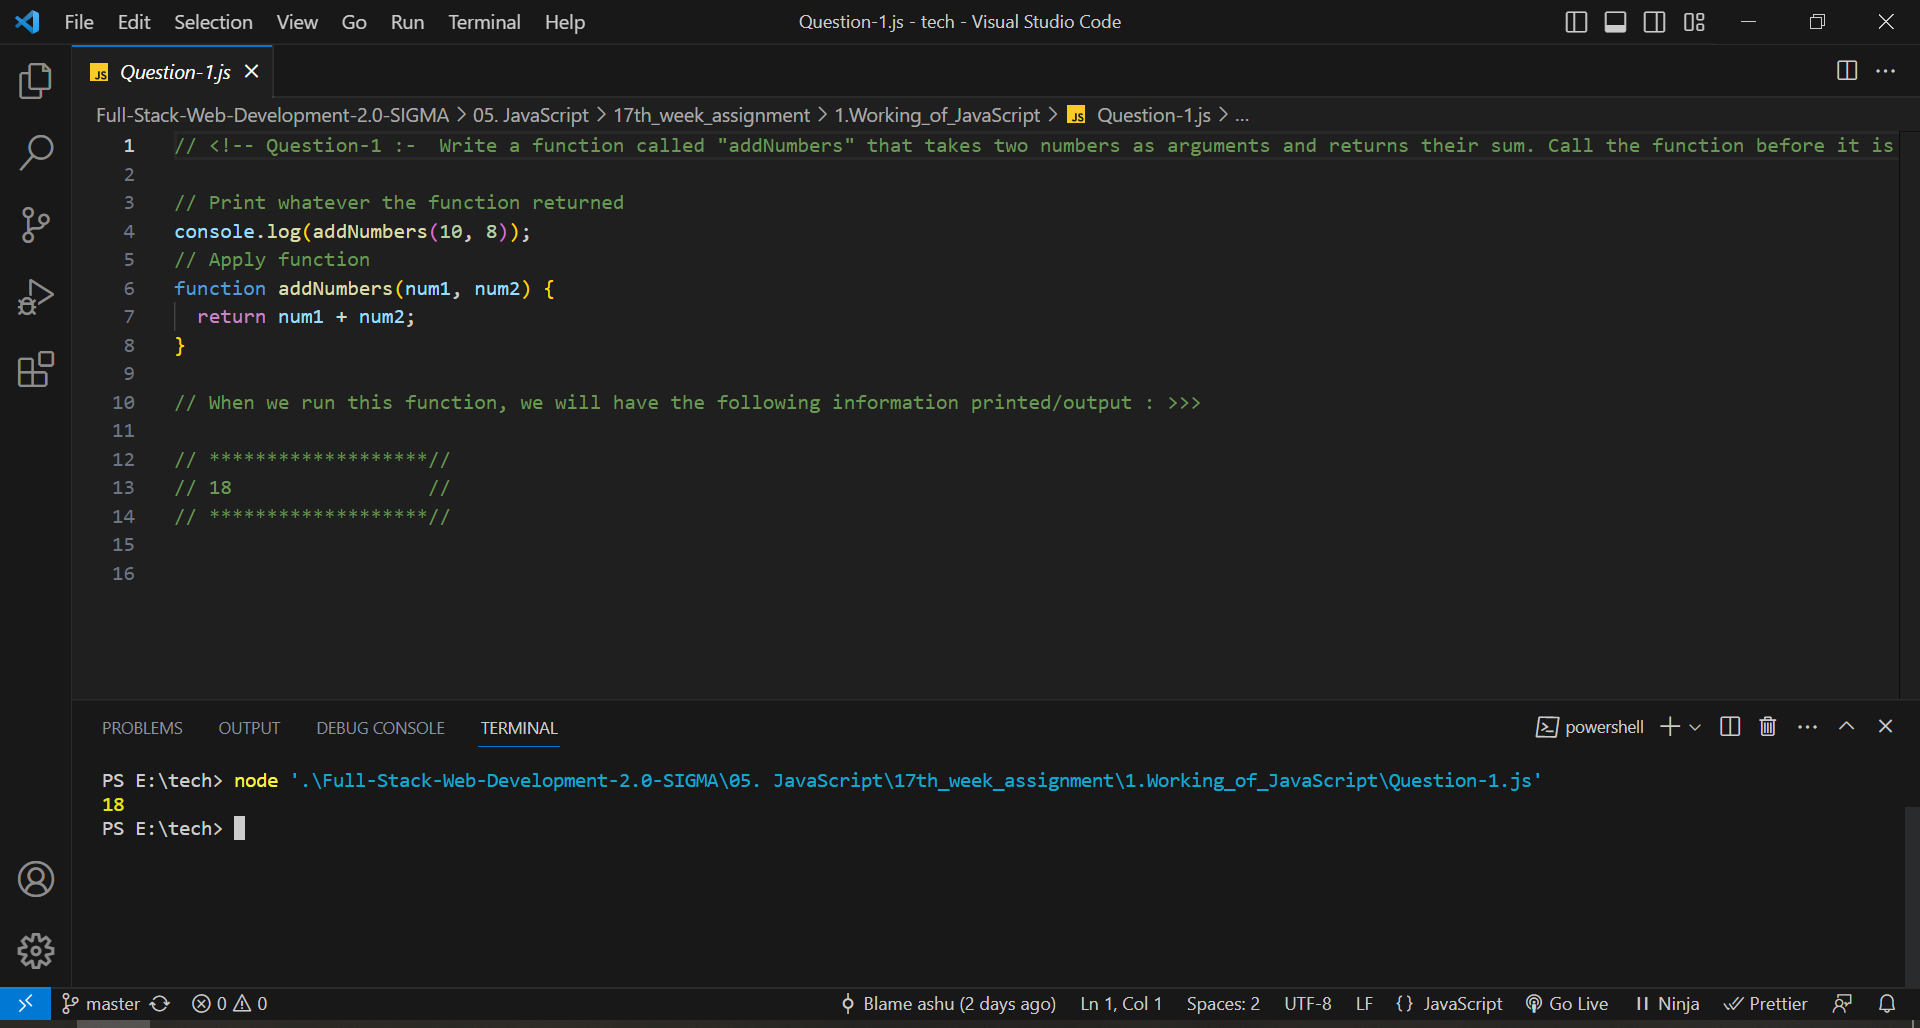 File Edit Selection View Go Run Terminal Help Question-1.js - tech - Visual Studio Code
JS Question-1.js
Full-Stack-Web-Development-2.0-SIGMA > 05. JavaScript > 17th_week_assignment > 1.Working_of_JavaScript > JS Question-1.js > ...
1 // <!-- Question-1 :-  Write a function called "addNumbers" that takes two numbers as arguments and returns their sum. Call the function before it is
2
3 // Print whatever the function returned
4 console.log(addNumbers(10, 8));
5 // Apply function
6 function addNumbers(num1, num2) {
7   return num1 + num2;
8 }
9
10 // When we run this function, we will have the following information printed/output : >>>
11
12 // *******************//
13 // 18                 //
14 // *******************//
15
16
PROBLEMS OUTPUT DEBUG CONSOLE TERMINAL powershell
PS E:\tech> node '.\Full-Stack-Web-Development-2.0-SIGMA\05. JavaScript\17th_week_assignment\1.Working_of_JavaScript\Question-1.js'
18
PS E:\tech>
master 0 0 Blame ashu (2 days ago) Ln 1, Col 1 Spaces: 2 UTF-8 LF {} JavaScript Go Live Ninja Prettier